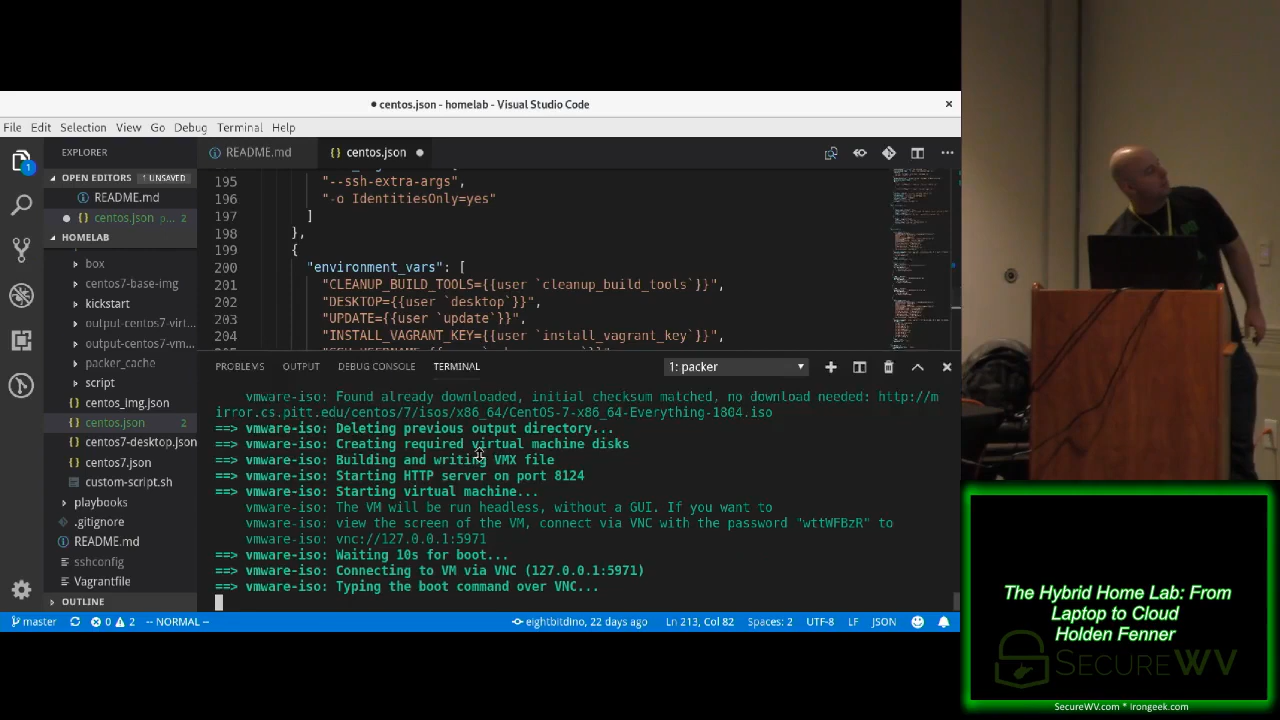 centos.json - homelab - Visual Studio Code
File Edit Selection View Go Debug Terminal Help
EXPLORER
README.md
centos.json
OPEN EDITORS 1 UNSAVED
README.md
centos.json p... 2
HOMELAB
box
centos7-base-img
kickstart
output-centos7-virt...
output-centos7-vm...
packer_cache
script
cents_img.json
centos.json 2
centos7-desktop.json
centos7.json
custom-script.sh
playbooks
.gitignore
README.md
sshconfig
Vagrantfile
OUTLINE
195 "--ssh-extra-args",
196 "-o IdentitiesOnly=yes"
197 ]
198 },
199 {
200 "environment_vars": [
201 "CLEANUP_BUILD_TOOLS={{user `cleanup_build_tools`}}",
202 "DESKTOP={{user `desktop`}}",
203 "UPDATE={{user `update`}}",
204 "INSTALL_VAGRANT_KEY={{user `install_vagrant_key`}}",
PROBLEMS OUTPUT DEBUG CONSOLE TERMINAL 1: packer
vmware-iso: Found already downloaded, initial checksum matched, no download needed: http://m
irror.cs.pitt.edu/centos/7/isos/x86_64/CentOS-7-x86_64-Everything-1804.iso
==> vmware-iso: Deleting previous output directory...
==> vmware-iso: Creating required virtual machine disks
==> vmware-iso: Building and writing VMX file
==> vmware-iso: Starting HTTP server on port 8124
==> vmware-iso: Starting virtual machine...
vmware-iso: The VM will be run headless, without a GUI. If you want to
vmware-iso: view the screen of the VM, connect via VNC with the password "wttWFBzR" to
vmware-iso: vnc://127.0.0.1:5971
==> vmware-iso: Waiting 10s for boot...
==> vmware-iso: Connecting to VM via VNC (127.0.0.1:5971)
==> vmware-iso: Typing the boot command over VNC...
master 0 2 -- NORMAL -- eightbitdino, 22 days ago Ln 213, Col 82 Spaces: 2 UTF-8 LF JSON
The Hybrid Home Lab: From
Laptop to Cloud
Holden Fenner
SECUREWV
SecureWV.com * Irongeek.com